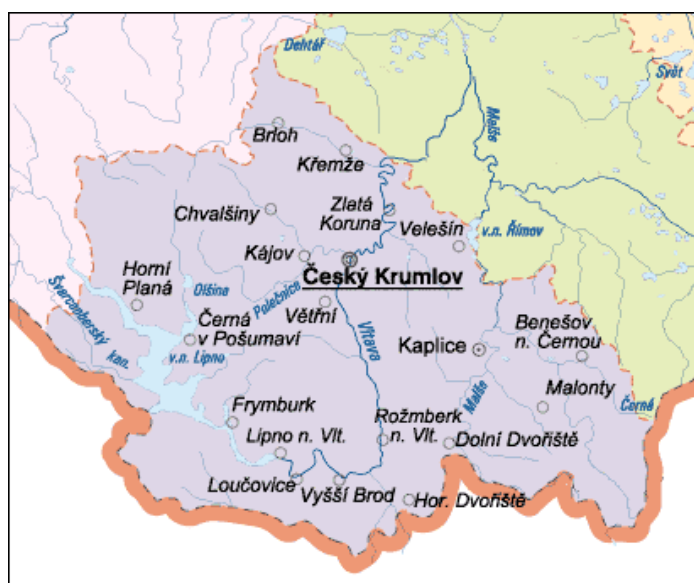 Dehtář
Svět
Malše
Brloh
Křemže
Chvalšiny
Zlatá
Koruna
Velešín
v.n. Římov
Kájov
Český Krumlov
Horní
Planá
Olšina
Polečnice
Větřní
Švarcenberský kan.
Černá
v Pošumaví
v.n. Lipno
Vltava
Kaplice
Benešov
n. Černou
Malonty
Černá
Malše
Frymburk
Lipno n. Vlt.
Rožmberk
n. Vlt.
Dolní Dvořiště
Loučovice
Vyšší Brod
Hor. Dvořiště